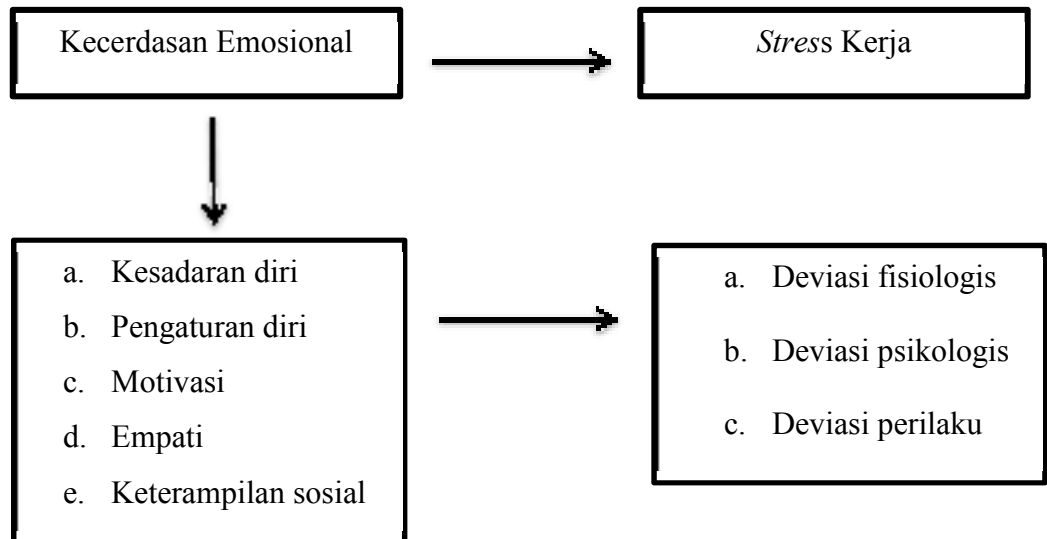 Kecerdasan Emosional
Stress Kerja
a. Kesadaran diri
b. Pengaturan diri
c. Motivasi
d. Empati
e. Keterampilan sosial
a. Deviasi fisiologis
b. Deviasi psikologis
c. Deviasi perilaku